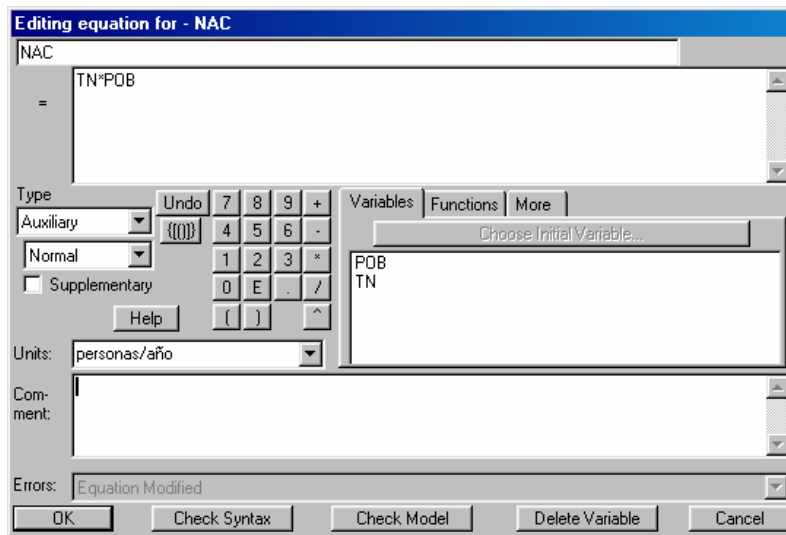 Editing equation for - NAC
NAC
=
TN*POB
Type
Auxiliary
Normal
Supplementary
Help
Undo 7 8 9 +
{[()]} 4 5 6 -
1 2 3 *
0 E . /
( ) ^
Variables Functions More
Choose Initial Variable...
POB
TN
Units: personas/año
Com-
ment:
Errors: Equation Modified
OK Check Syntax Check Model Delete Variable Cancel